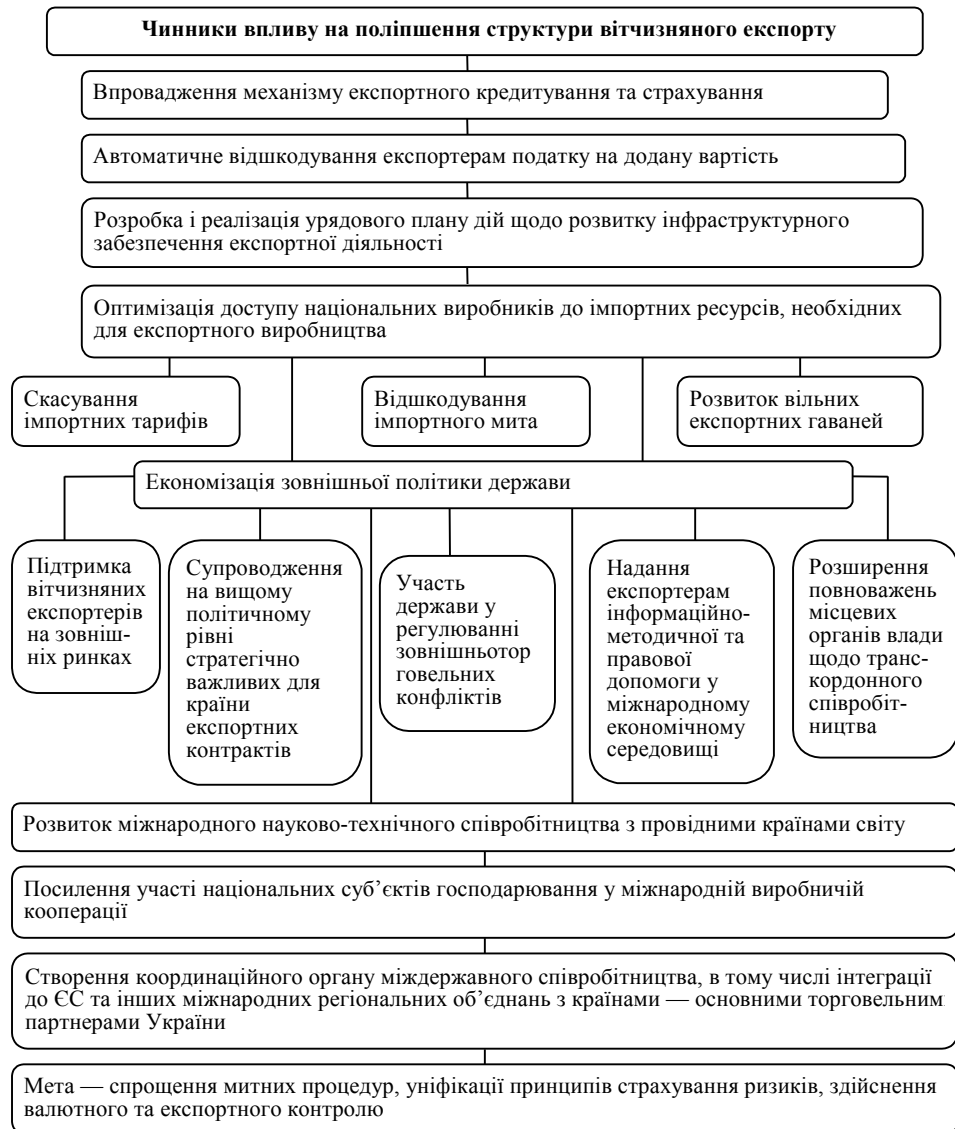 Чинники впливу на поліпшення структури вітчизняного експорту
Впровадження механізму експортного кредитування та страхування
Автоматичне відшкодування експортерам податку на додану вартість
Розробка і реалізація урядового плану дій щодо розвитку інфраструктурного
забезпечення експортної діяльності
Оптимізація доступу національних виробників до імпортних ресурсів, необхідних
для експортного виробництва
Скасування
імпортних тарифів
Відшкодування
імпортного мита
Розвиток вільних
експортних гаваней
Економізація зовнішньої політики держави
Підтримка
вітчизняних
експортерів
на зовніш-
ніх ринках
Супроводження
на вищому
політичному
рівні
стратегічно
важливих для
країни
експортних
контрактів
Участь
держави у
регулюванні
зовнішньотор
говельних
конфліктів
Надання
експортерам
інформаційно-
методичної та
правової
допомоги у
міжнародному
економічному
середовищі
Розширення
повноважень
місцевих
органів влади
щодо транс-
кордонного
співробіт-
ництва
Розвиток міжнародного науково-технічного співробітництва з провідними країнами світу
Посилення участі національних суб’єктів господарювання у міжнародній виробничій
кооперації
Створення координаційного органу міждержавного співробітництва, в тому числі інтеграції
до ЄС та інших міжнародних регіональних об’єднань з країнами — основними торговельним
партнерами України
Мета — спрощення митних процедур, уніфікації принципів страхування ризиків, здійснення
валютного та експортного контролю